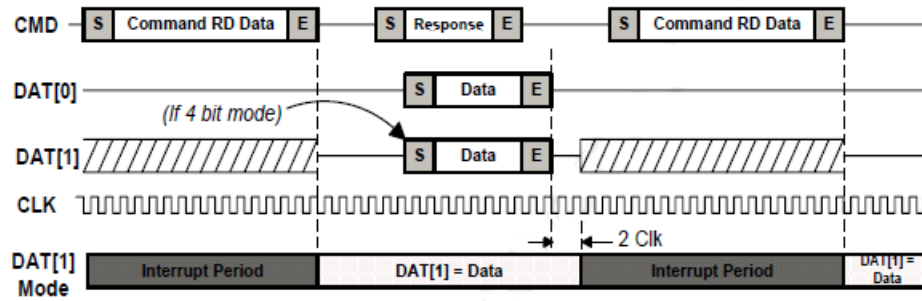 CMD S Command RD Data E S Response E S Command RD Data E
DAT[0] S Data E
(If 4 bit mode)
DAT[1] S Data E
CLK
2 Clk
DAT[1] Mode Interrupt Period DAT[1] = Data Interrupt Period DAT[1] = Data